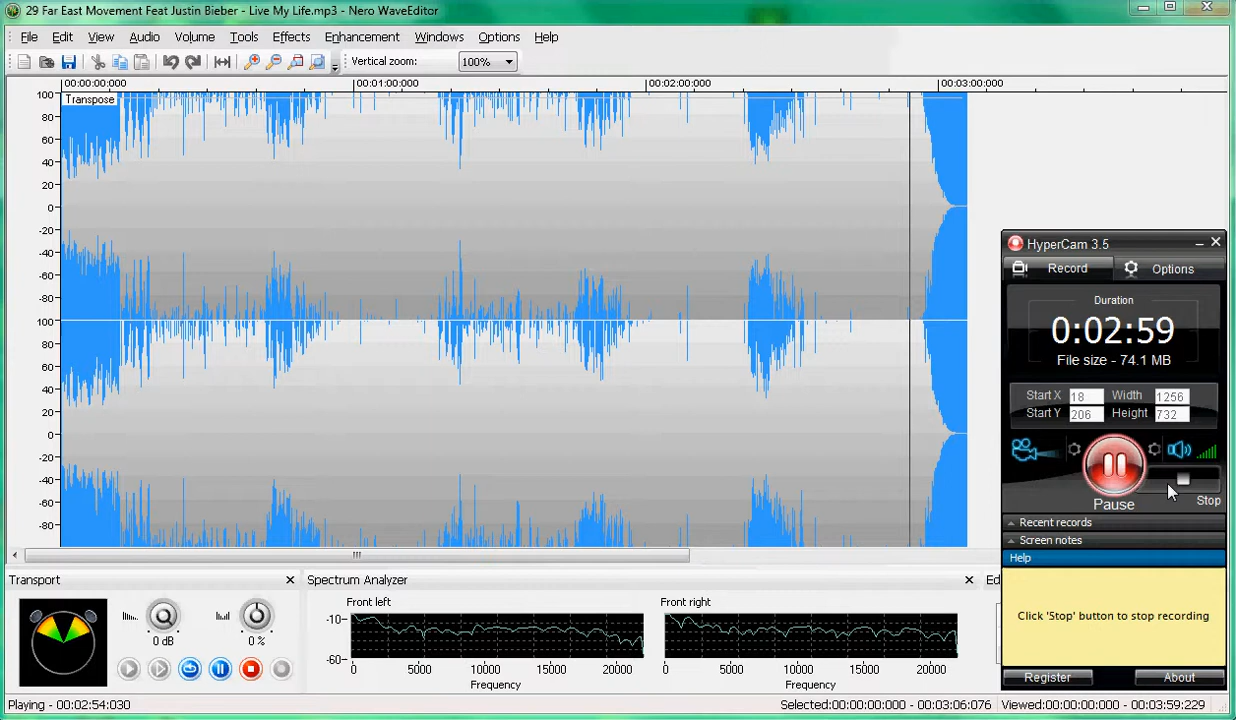 29 Far East Movement Feat Justin Bieber - Live My Life.mp3 - Nero WaveEditor
File Edit View Audio Volume Tools Effects Enhancement Windows Options Help
Vertical zoom: 100%
00:00:00:000 00:01:00:000 00:02:00:000 00:03:00:000
Transpose
100
80
60
40
20
0
-20
-40
-60
-80
100
80
60
40
20
0
-20
-40
-60
-80
HyperCam 3.5
Record Options
Duration
0:02:59
File size - 74.1 MB
Start X 18 Width 1256
Start Y 206 Height 732
Pause Stop
Recent records
Screen notes
Help
Click 'Stop' button to stop recording
Register About
Transport
0 dB 0 %
Spectrum Analyzer
Ed
Front left Front right
-10
-60
0 5000 10000 15000 20000 0 5000 10000 15000 20000
Frequency Frequency
Playing - 00:02:54:030 Selected:00:00:00:000 - 00:03:06:076 Viewed:00:00:00:000 - 00:03:59:229